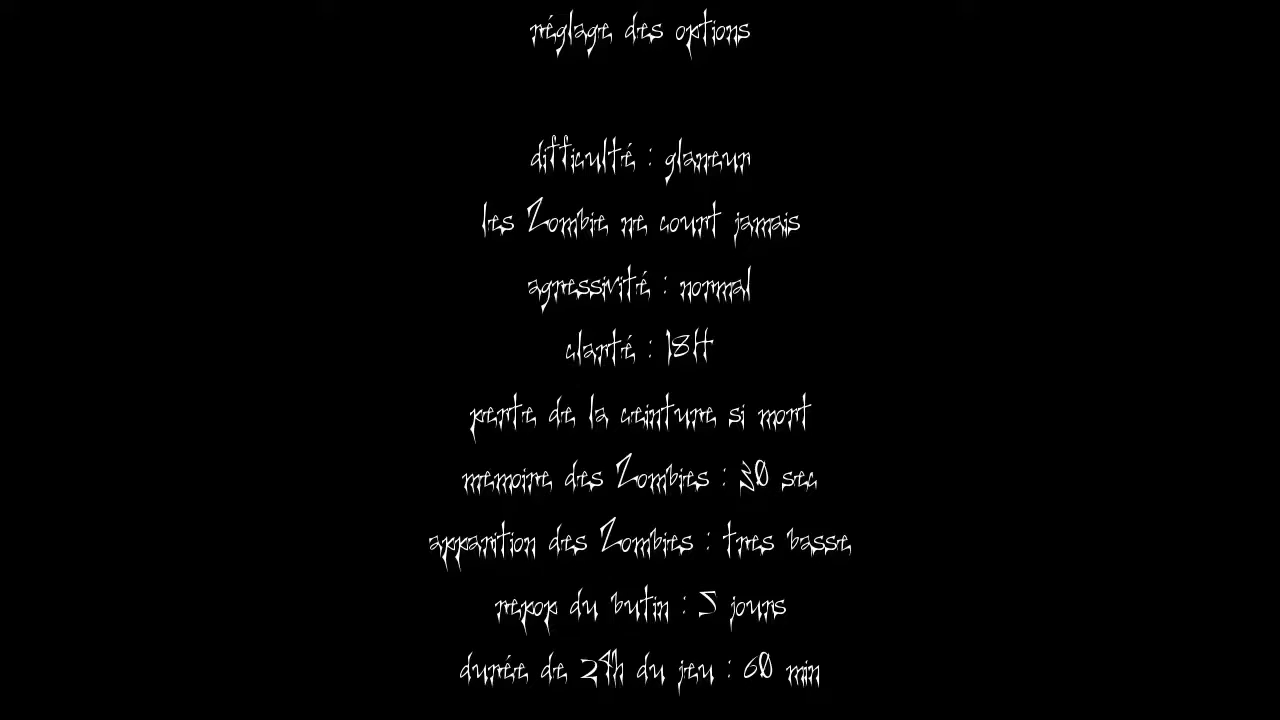 réglage des options
difficulté : glaneur
les Zombie ne court jamais
agressivité : normal
clarté : 18H
perte de la ceinture si mort
memoire des Zombies : 30 sec
apparition des Zombies : tres basse
repop du butin : 5 jours
durée de 24h du jeu : 60 min